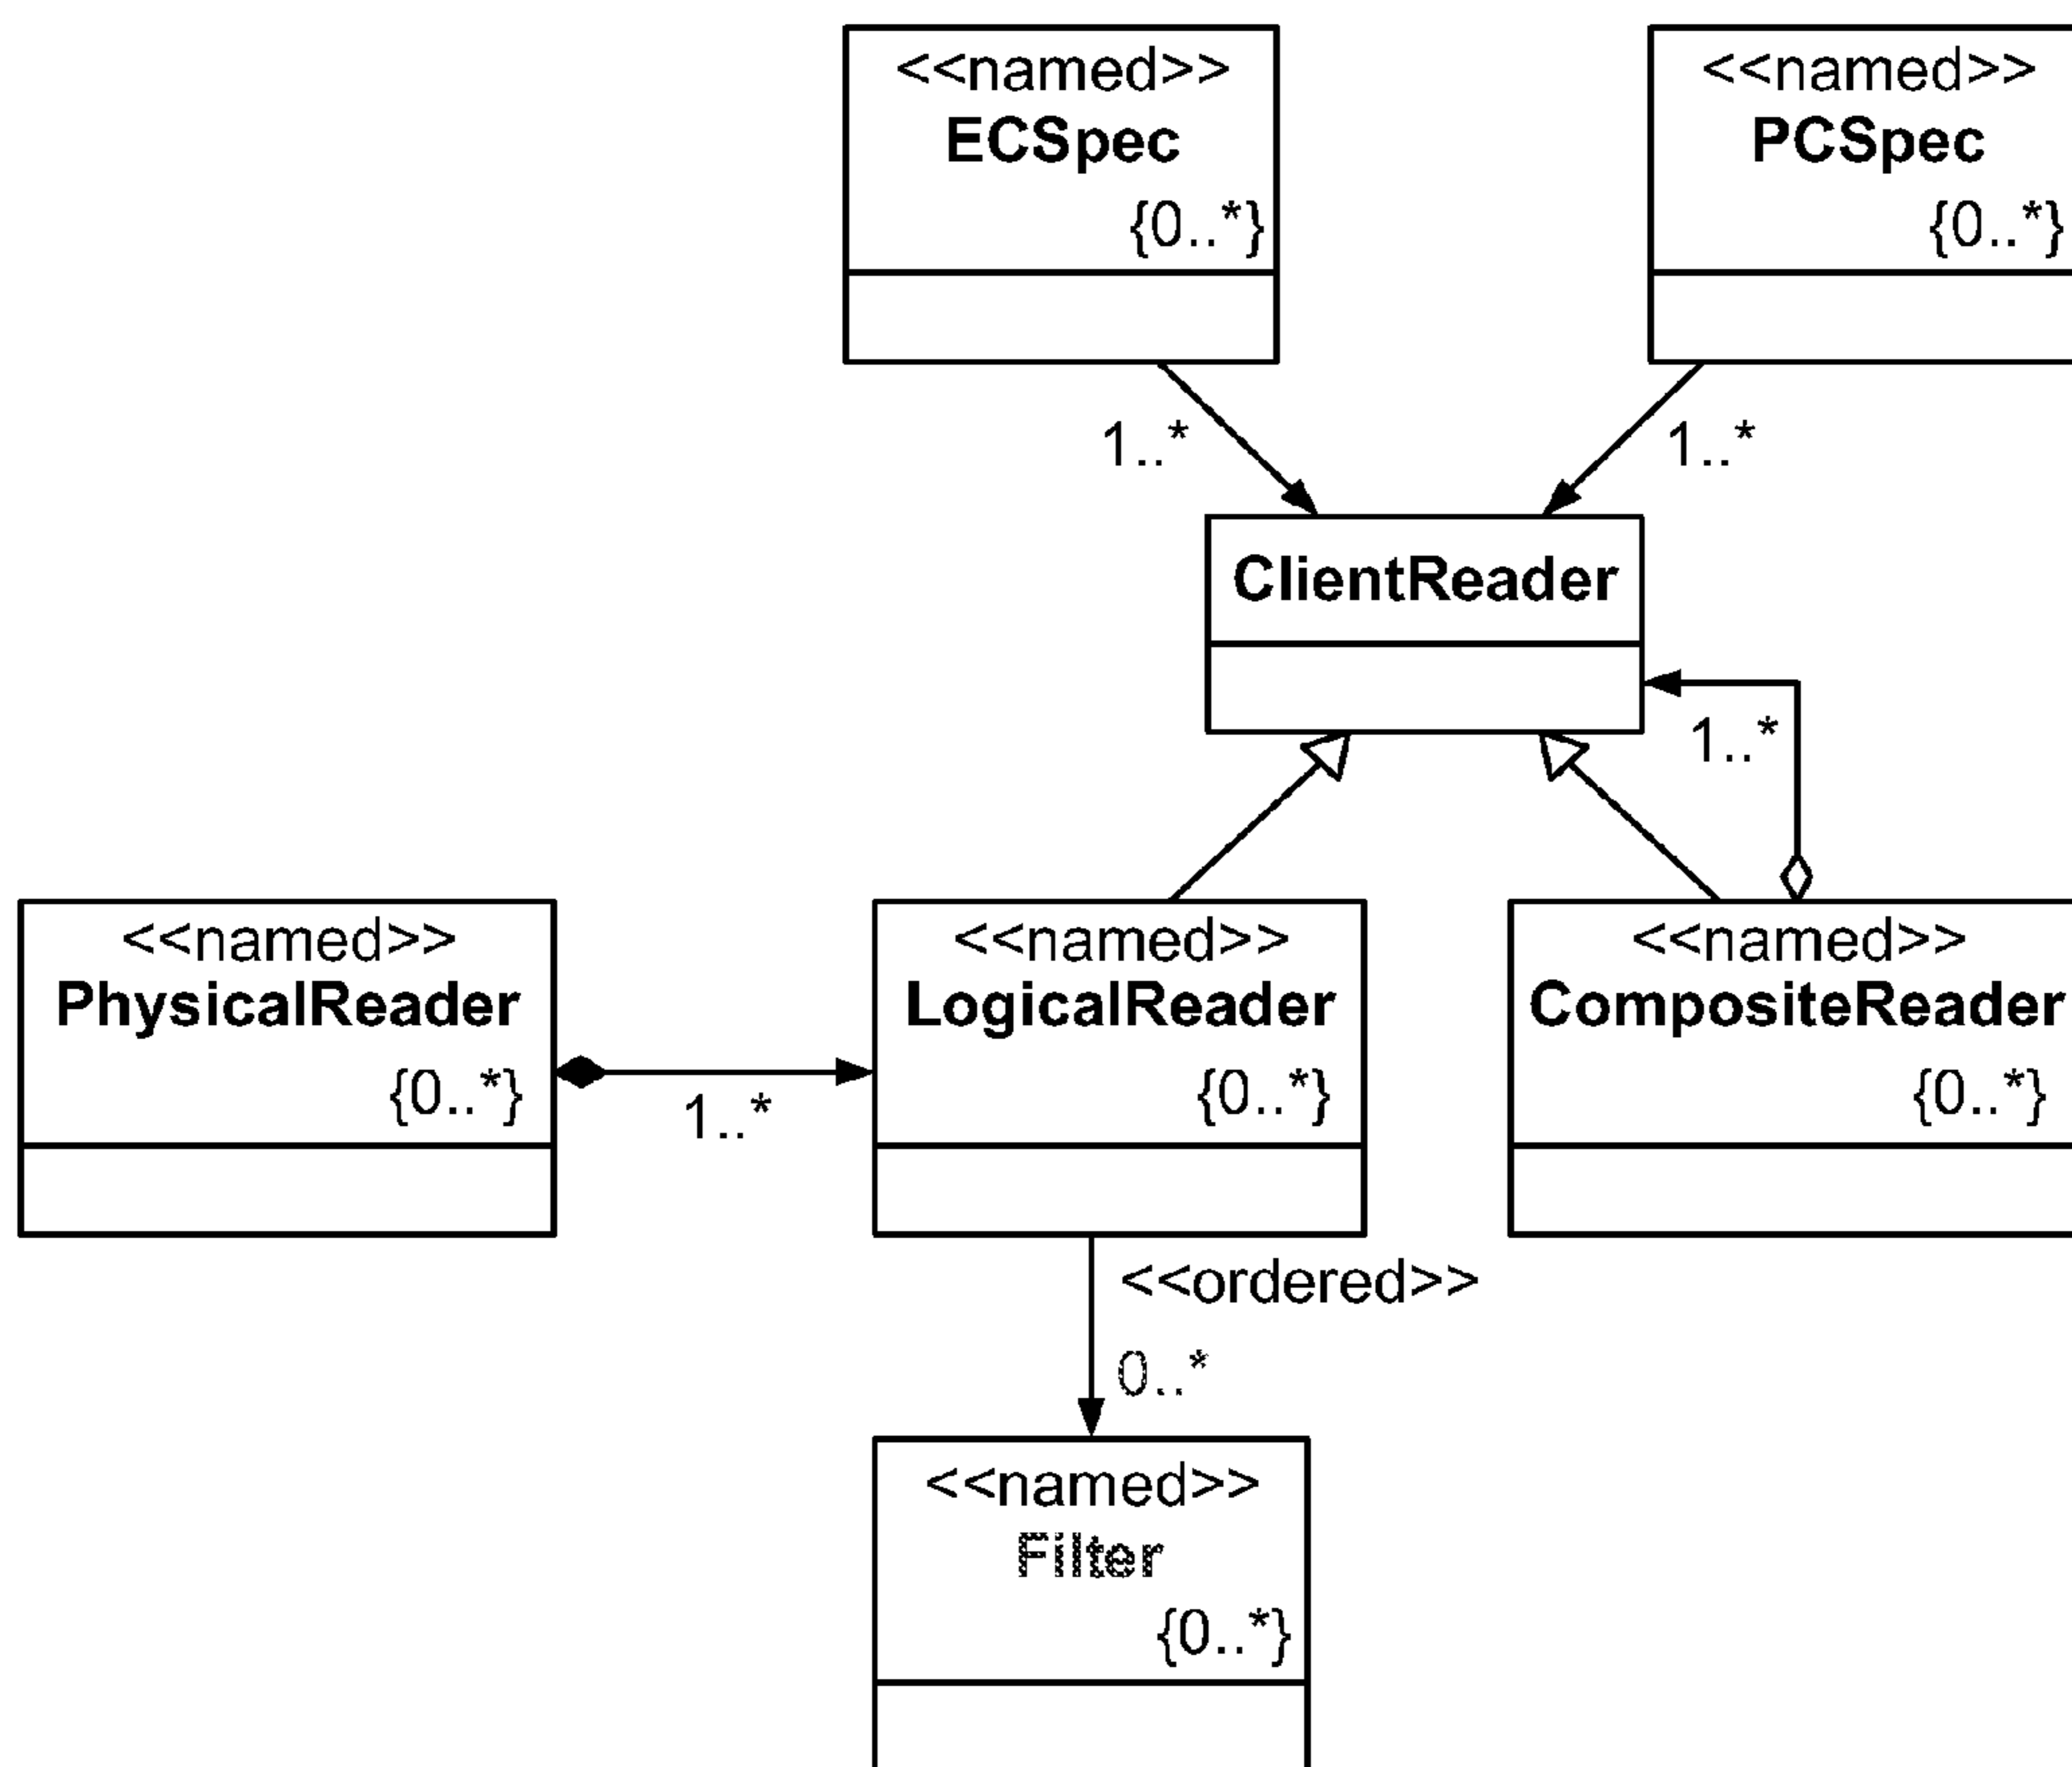 <<named>>
ECSpec
{0..*}
<<named>>
PCSpec
{0..*}
1..*
1..*
ClientReader
1..*
<<named>>
PhysicalReader
{0..*}
1..*
<<named>>
LogicalReader
{0..*}
<<named>>
CompositeReader
{0..*}
<<ordered>>
0..*
<<named>>
Filter
{0..*}